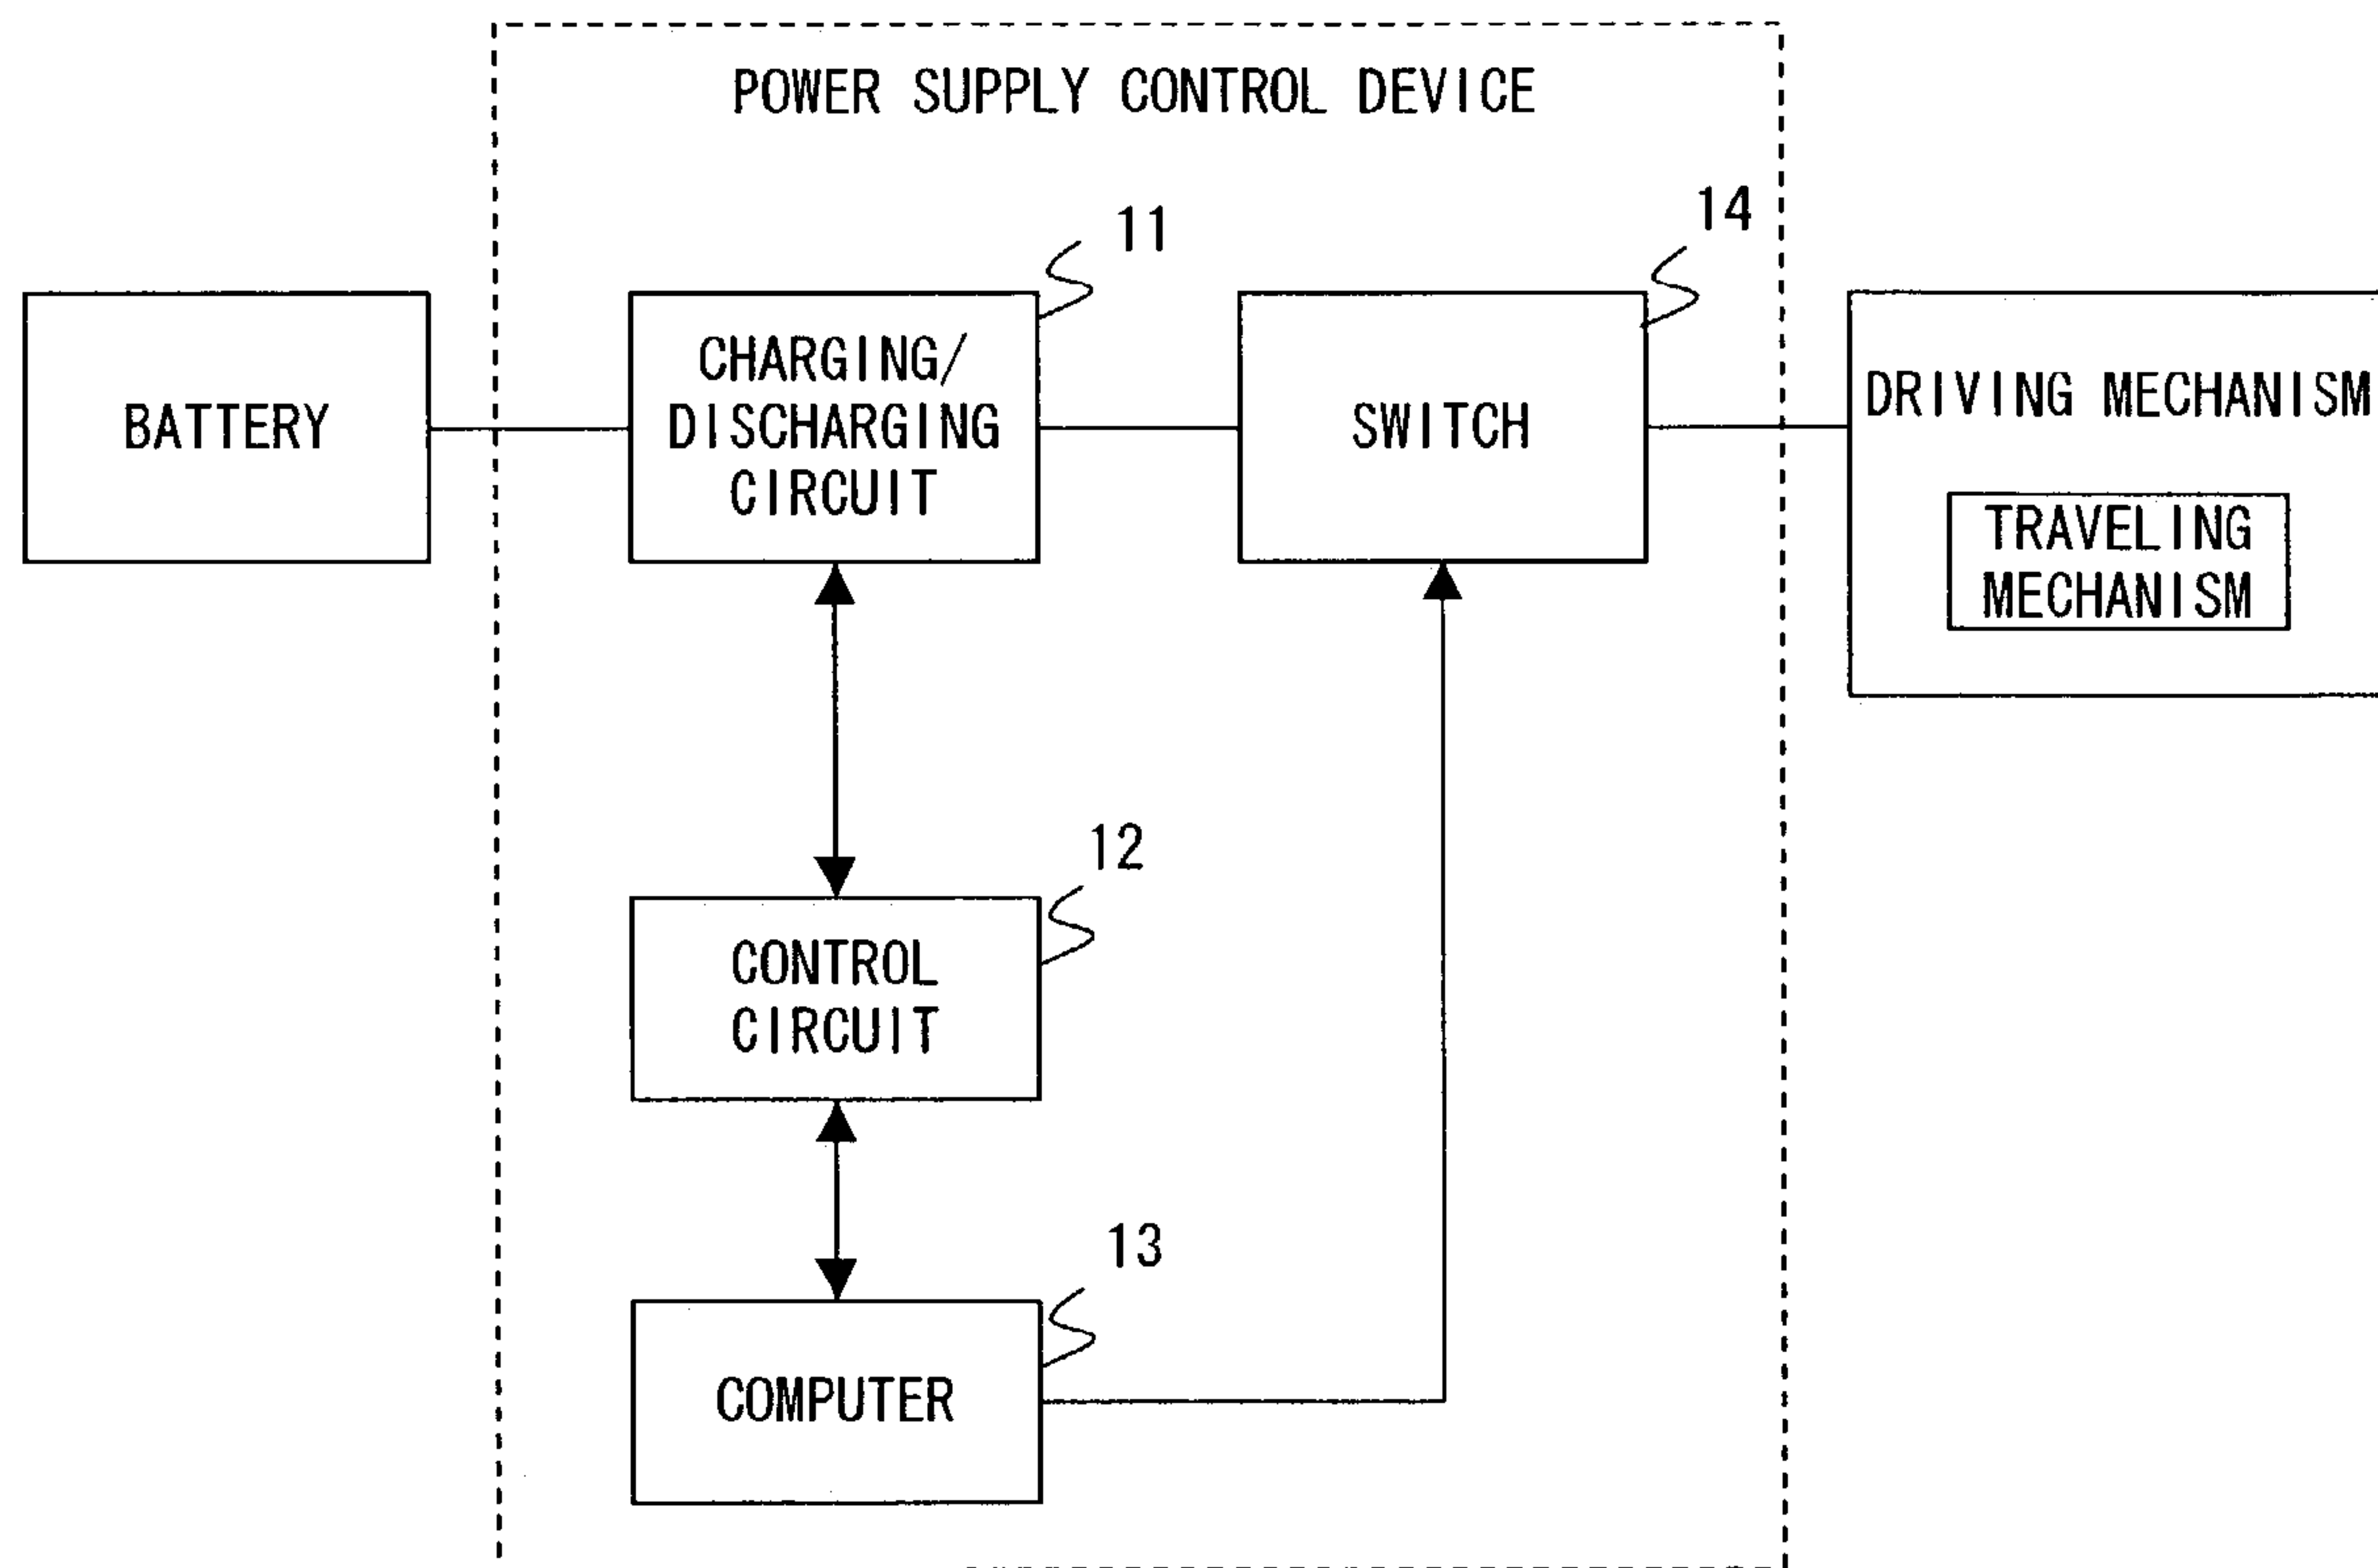 POWER SUPPLY CONTROL DEVICE
11
14
BATTERY
CHARGING/
DISCHARGING
CIRCUIT
SWITCH
DRIVING MECHANISM
TRAVELING
MECHANISM
12
CONTROL
CIRCUIT
13
COMPUTER